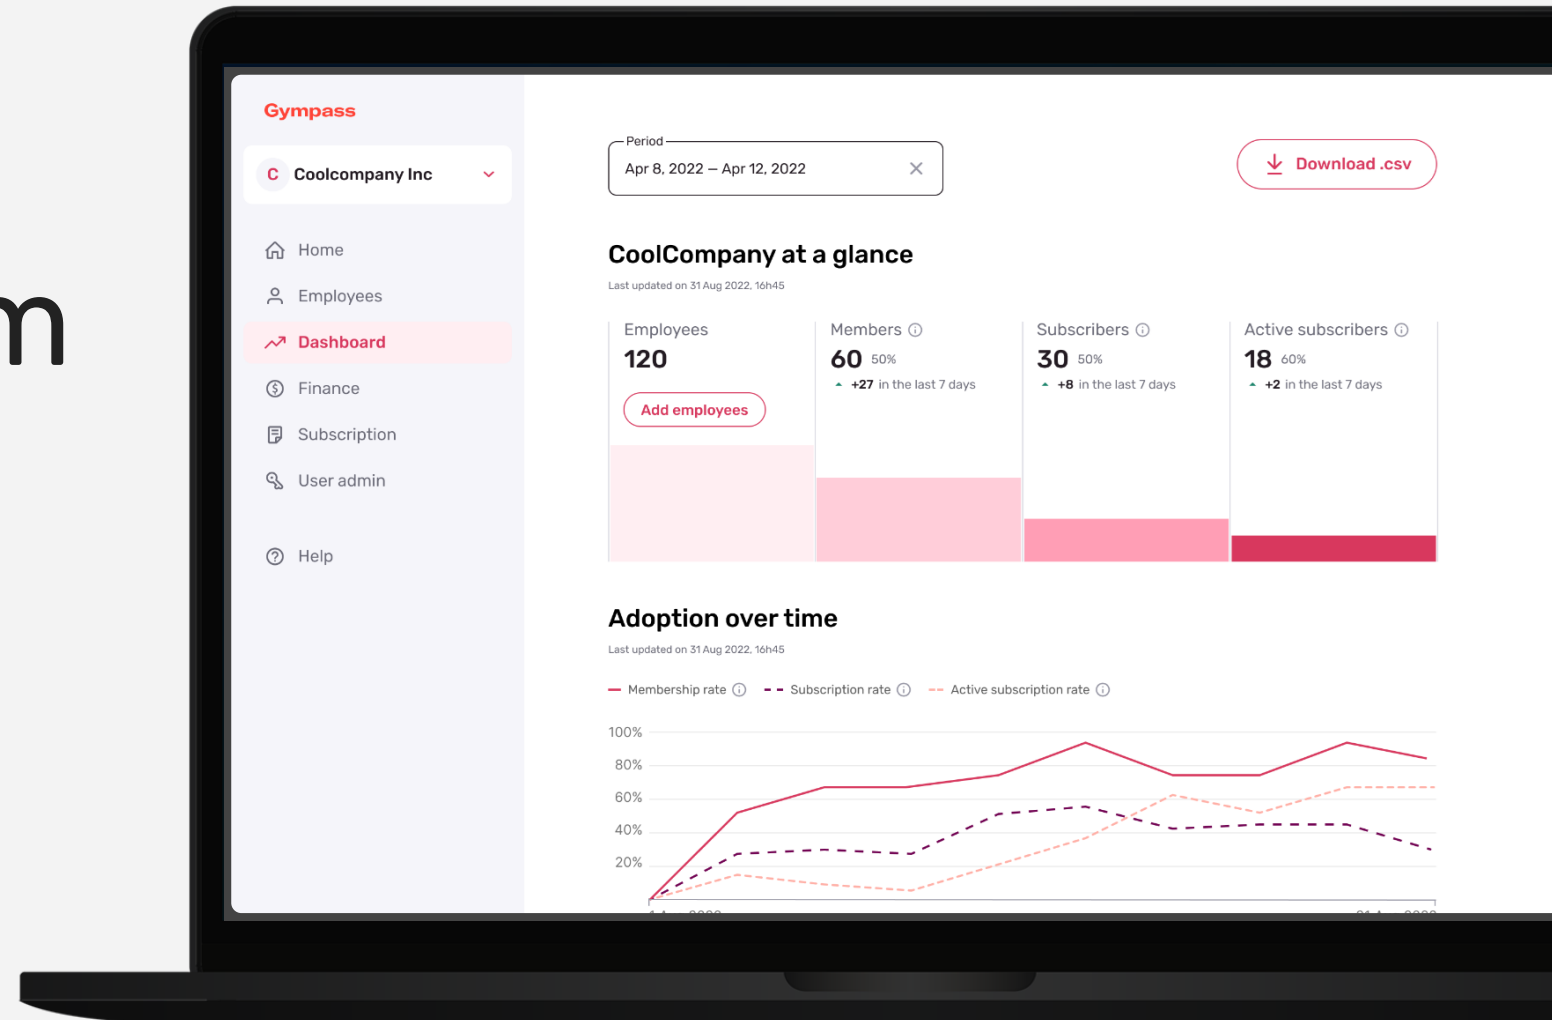 m
Gympass
C Coolcompany Inc
Home
Employees
Dashboard
Finance
Subscription
User admin
Help
Period
Apr 8, 2022 – Apr 12, 2022
Download .csv
CoolCompany at a glance
Last updated on 31 Aug 2022, 16h45
Employees
120
Add employees
Members
60 50%
+27 in the last 7 days
Subscribers
30 50%
+8 in the last 7 days
Active subscribers
18 60%
+2 in the last 7 days
Adoption over time
Last updated on 31 Aug 2022, 16h45
Membership rate Subscription rate Active subscription rate
100%
80%
60%
40%
20%